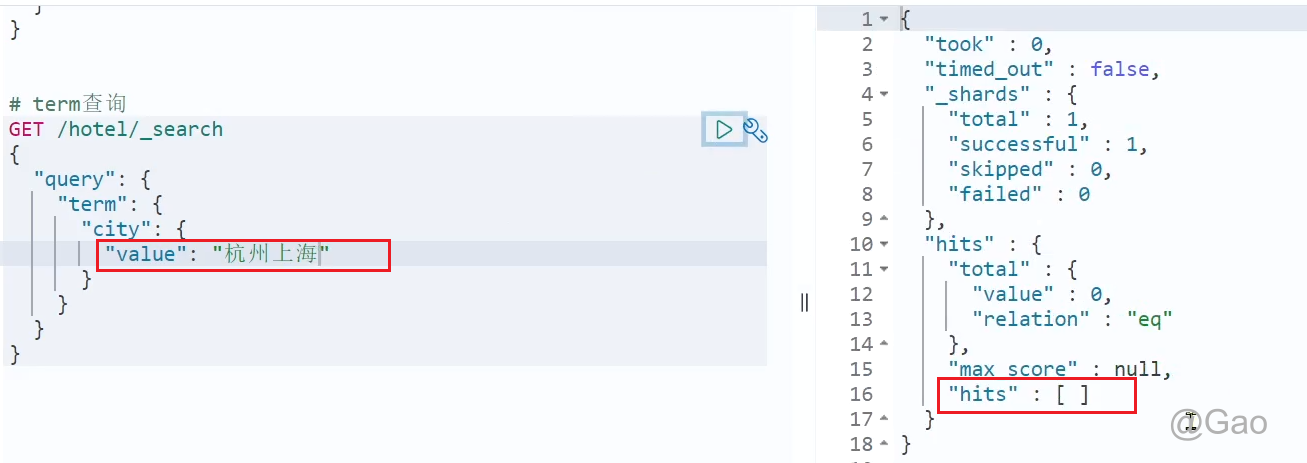 }
}
# term查询
GET /hotel/_search
{
"query": {
"term": {
"city": {
"value": "杭州上海"
}
}
}
}
1 {
2 "took" : 0,
3 "timed_out" : false,
4 "_shards" : {
5 "total" : 1,
6 "successful" : 1,
7 "skipped" : 0,
8 "failed" : 0
9 },
10 "hits" : {
11 "total" : {
12 "value" : 0,
13 "relation" : "eq"
14 },
15 "max_score" : null,
16 "hits" : [ ]
17 }
18 }
@Gao